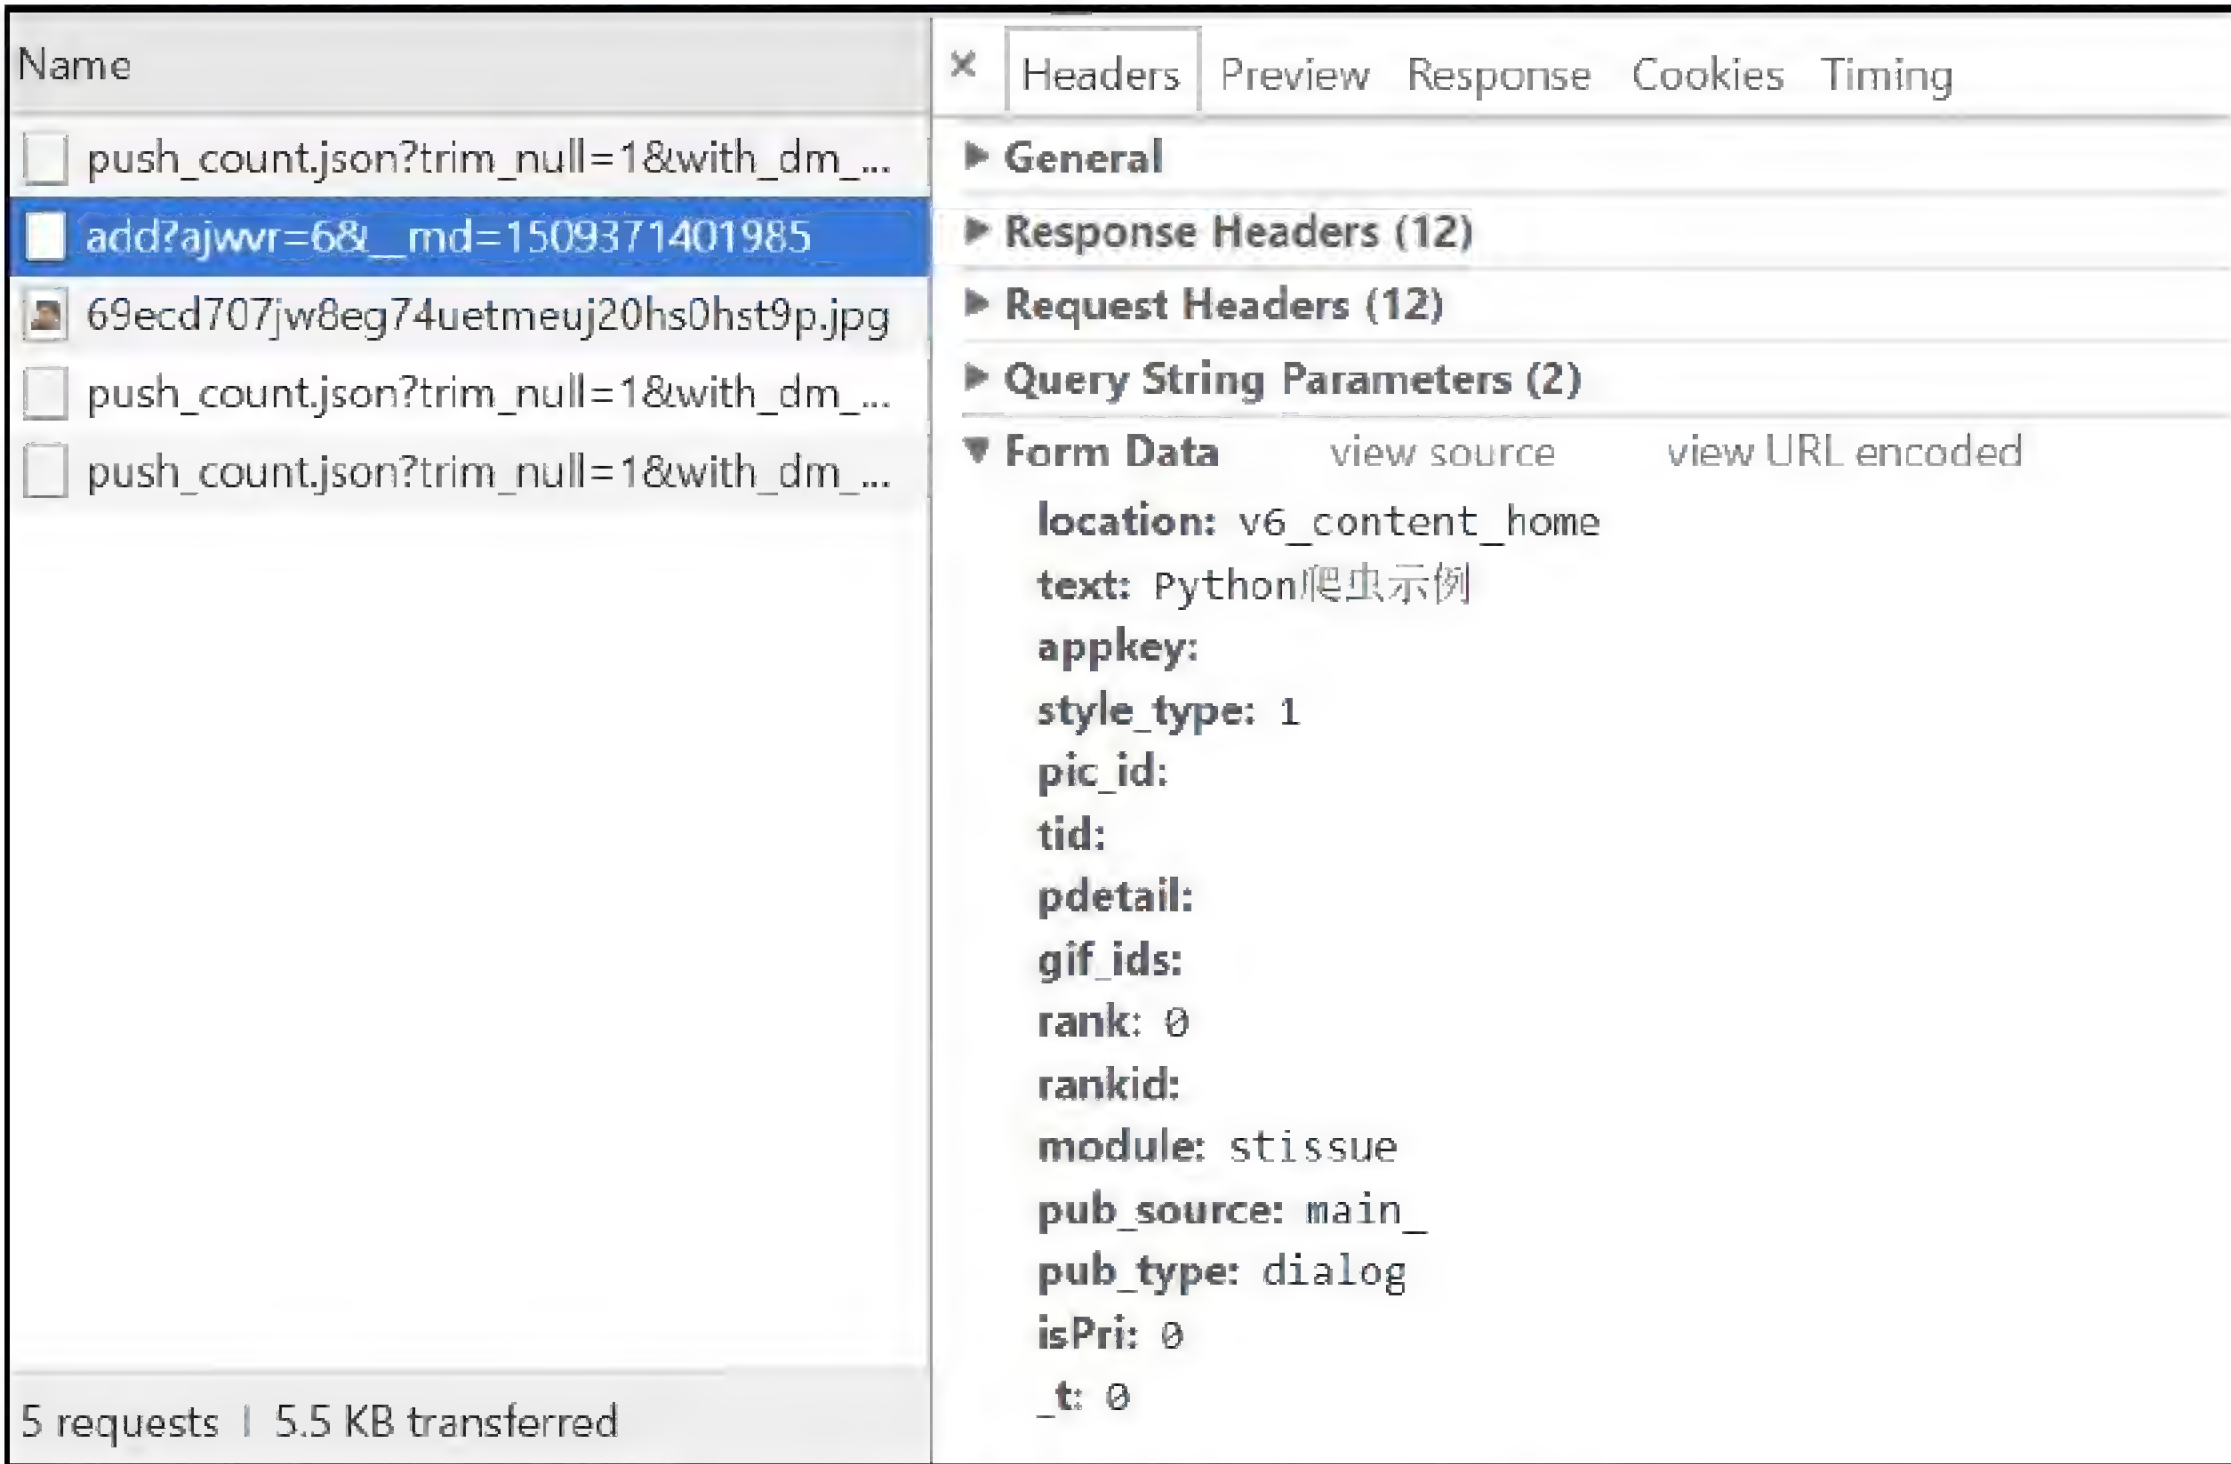 Name
push_count.json?trim_null=1&with_dm_...
add?ajwvr=6&__rnd=1509371401985
69ecd707jw8eg74uetmeuj20hs0hst9p.jpg
push_count.json?trim_null=1&with_dm_...
push_count.json?trim_null=1&with_dm_...
5 requests | 5.5 KB transferred
× Headers Preview Response Cookies Timing
▶ General
▶ Response Headers (12)
▶ Request Headers (12)
▶ Query String Parameters (2)
▼ Form Data view source view URL encoded
location: v6_content_home
text: Python爬虫示例
appkey:
style_type: 1
pic_id:
tid:
pdetail:
gif_ids:
rank: 0
rankid:
module: stissue
pub_source: main_
pub_type: dialog
isPri: 0
_t: 0